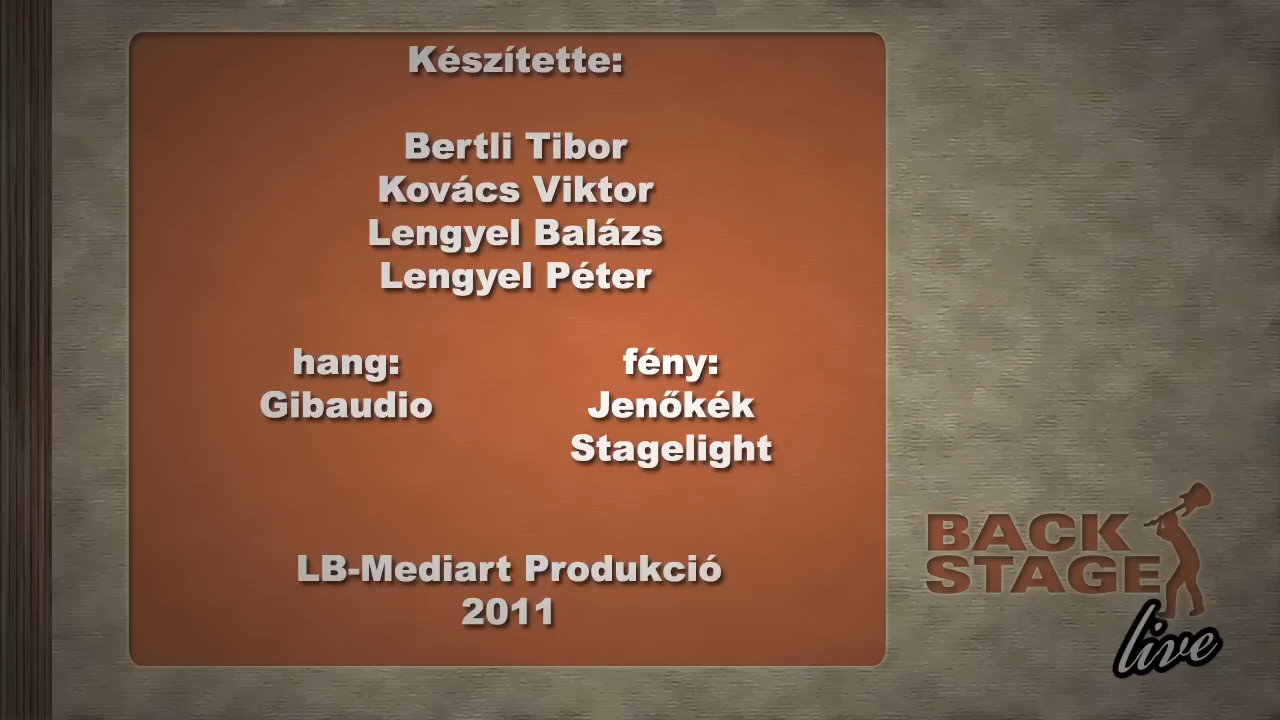 Készítette:
Bertli Tibor
Kovács Viktor
Lengyel Balázs
Lengyel Péter
hang:
Gibaudio
fény:
Jenőkék
Stagelight
LB-Mediart Produkció
2011
BACK
STAGE
live